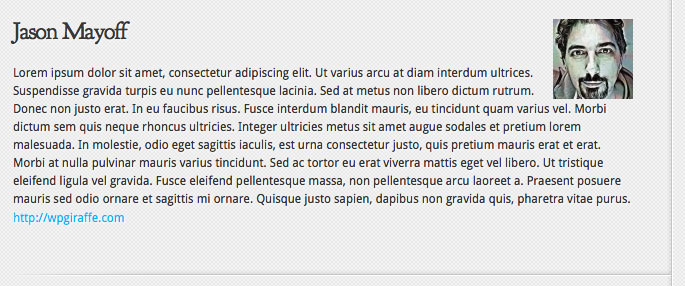 Jason Mayoff
Lorem ipsum dolor sit amet, consectetur adipiscing elit. Ut varius arcu at diam interdum ultrices.
Suspendisse gravida turpis eu nunc pellentesque lacinia. Sed at metus non libero dictum rutrum.
Donec non justo erat. In eu faucibus risus. Fusce interdum blandit mauris, eu tincidunt quam varius vel. Morbi
dictum sem quis neque rhoncus ultricies. Integer ultricies metus sit amet augue sodales et pretium lorem
malesuada. In molestie, odio eget sagittis iaculis, est urna consectetur justo, quis pretium mauris erat et erat.
Morbi at nulla pulvinar mauris varius tincidunt. Sed ac tortor eu erat viverra mattis eget vel libero. Ut tristique
eleifend ligula vel gravida. Fusce eleifend pellentesque massa, non pellentesque arcu laoreet a. Praesent posuere
mauris sed odio ornare et sagittis mi ornare. Quisque justo sapien, dapibus non gravida quis, pharetra vitae purus.
http://wpgiraffe.com